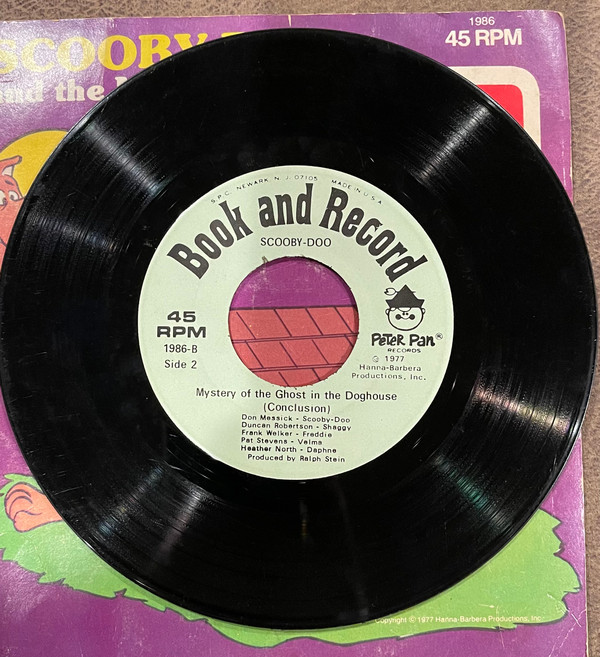 1986
45 RPM
SCOOBY
and the
S.P.C. NEWARK N.J. 07105 MADE IN U.S.A.
Book and Record
SCOOBY-DOO
45
RPM
1986-B
Side 2
PETER PAN®
RECORDS
© 1977
Hanna-Barbera
Productions, Inc.
Mystery of the Ghost in the Doghouse
(Conclusion)
Don Messick - Scooby-Doo
Duncan Robertson - Shaggy
Frank Welker - Freddie
Pat Stevens - Velma
Heather North - Daphne
Produced by Ralph Stein
Copyright © 1977 Hanna-Barbera Productions, Inc.